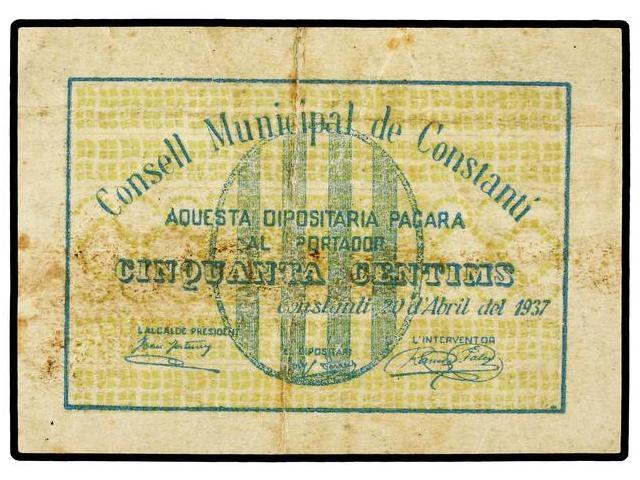 Consell Municipal de Constantí
AQUESTA DIPOSITARIA PAGARA
AL PORTADOR
CINQUANTA CENTIMS
Constantí 20 d'Abril del 1937
L'ALCALDE PRESIDENT
L'INTERVENTOR
EL DIPOSITARI